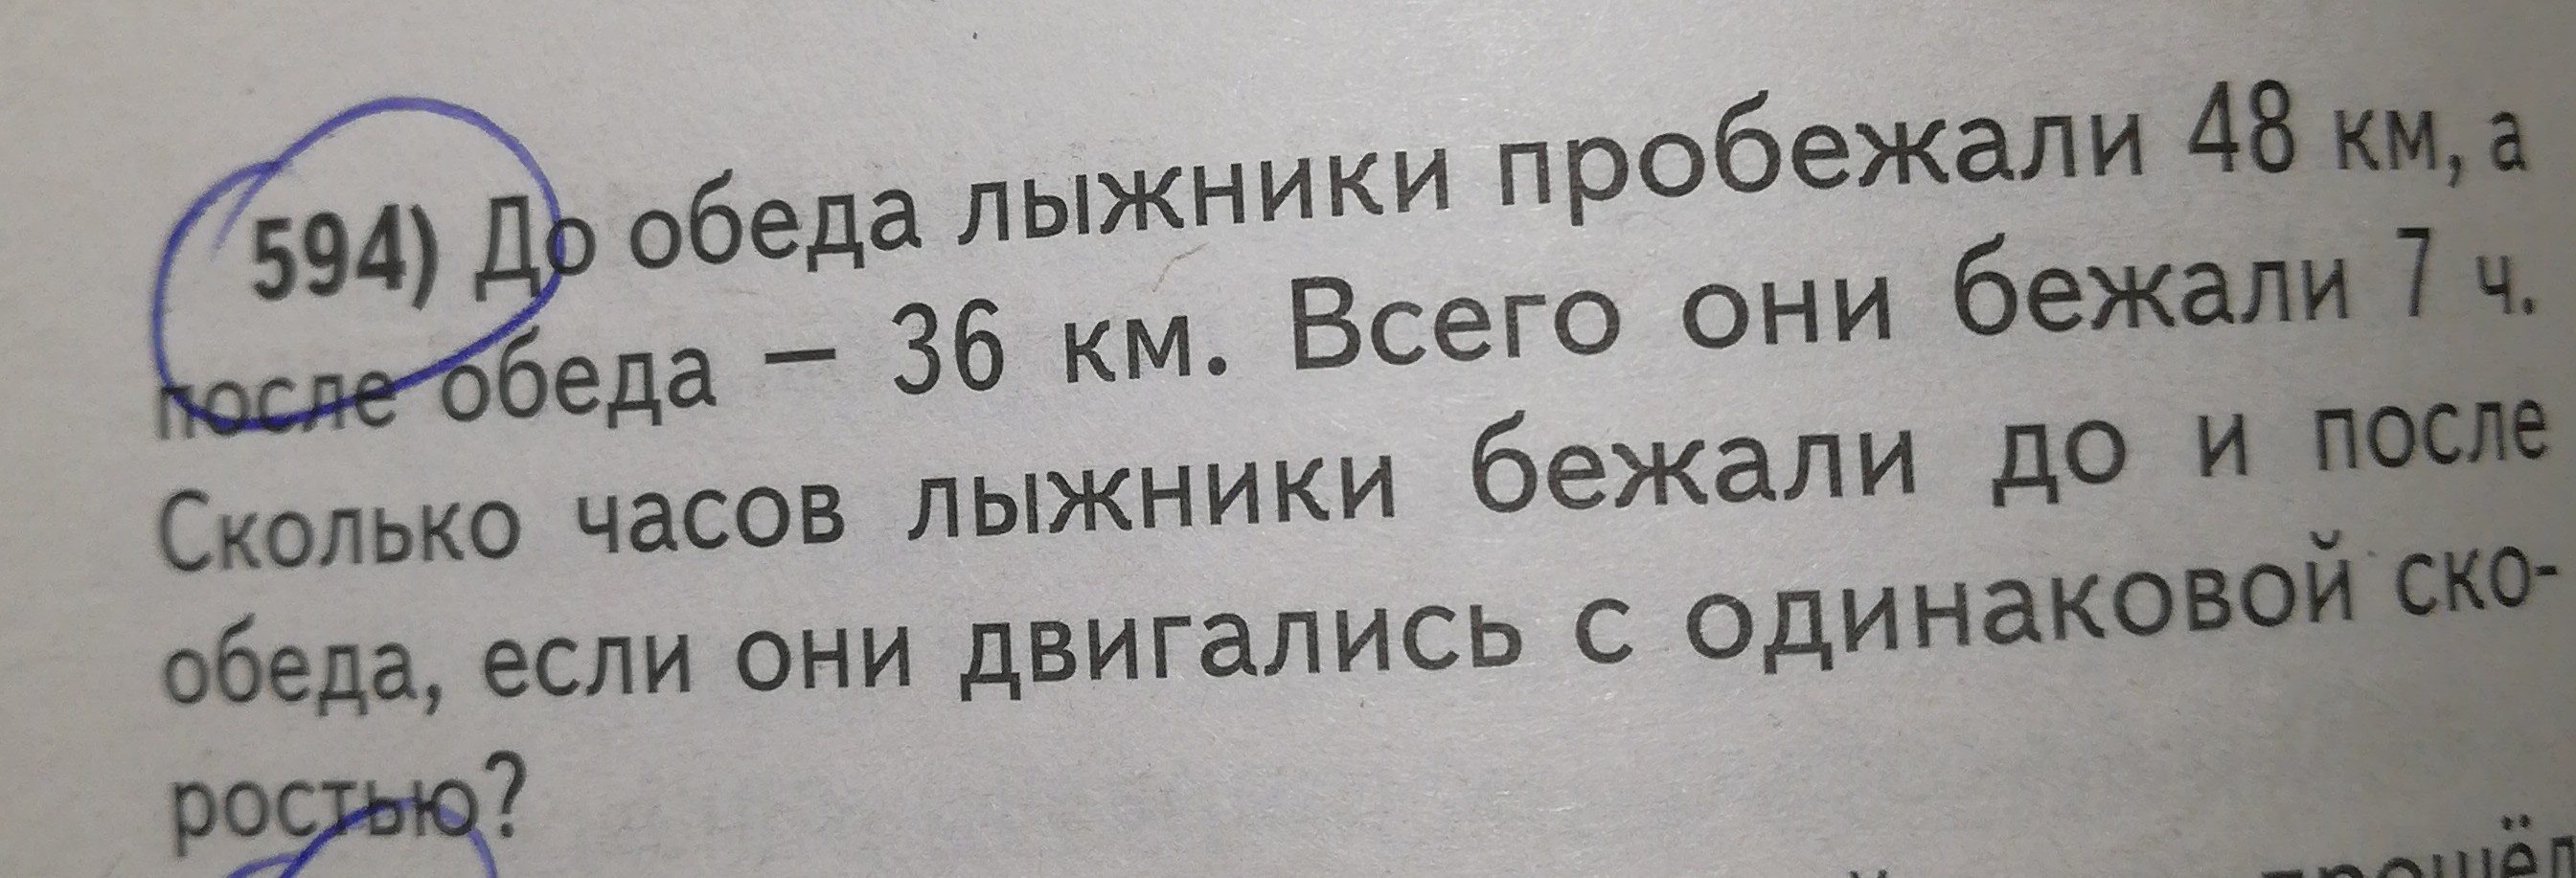 594) До обеда лыжники пробежали 48 км, а
после обеда – 36 км. Всего они бежали 7 ч.
Сколько часов лыжники бежали до и после
обеда, если они двигались с одинаковой ско-
ростью?